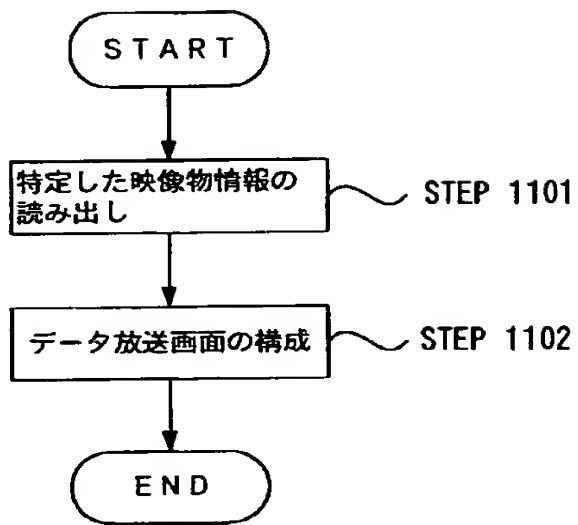 START
特定した映像物情報の
読み出し
STEP 1101
データ放送画面の構成
STEP 1102
END